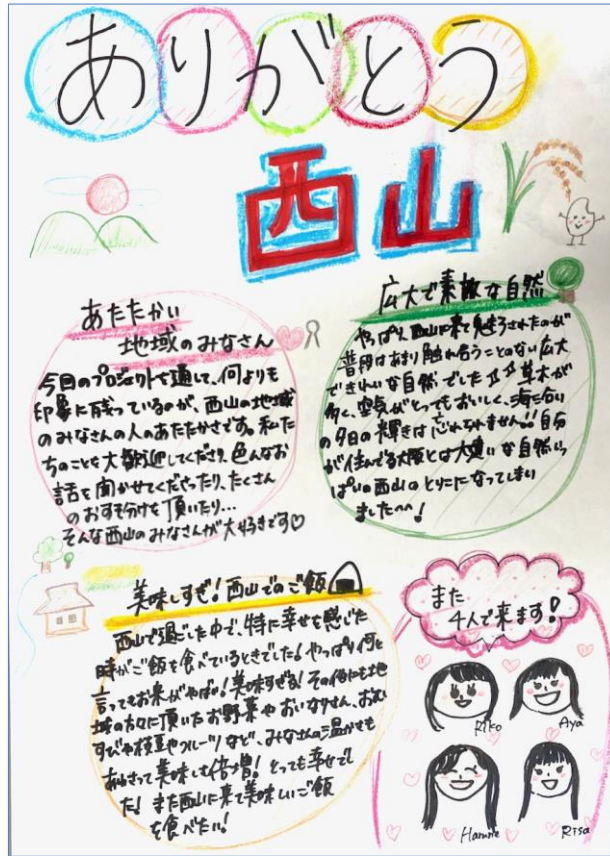 ありがとう
西山
あたたかい
地域のみなさん
今回のプロジェクトを通して、何よりも
印象に残っているのが、西山の地域
のみなさんの人のあたたかさです。私た
ちのことを大歓迎してくださり、色んなお
話を聞かせてくださったり、たくさん
のおすそ分けを頂いたり…
そんな西山のみなさんが大好きです♡
広大で素敵な自然
やっぱり西山に来て魅了されたのが
普段はあまり触れ合うことのない広大
できれいな自然でした!! 草木が
多く、空気がとってもおいしく、海沿い
の夕日の輝きは忘れられません!! 自分
が住んでる大阪とは大違いな自然いっ
ぱいの西山のとりこになってしまい
ました^^!
美味しすぎ!西山でのご飯
西山で過ごした中で、特に幸せを感じた
時がご飯を食べているときでした!やっぱり何と
言ってもお米がやばい!美味すぎる!その他にも地
域の方々に頂いたお野菜やおいなりさん、おむ
すびや枝豆やフルーツなど、みなさんの温かさも
あわさって美味しさ倍増!とっても幸せでし
た!また西山に来て美味しいご飯
を食べたい!
また
4人で来ます!
Riko
Aya
Harune
Risa